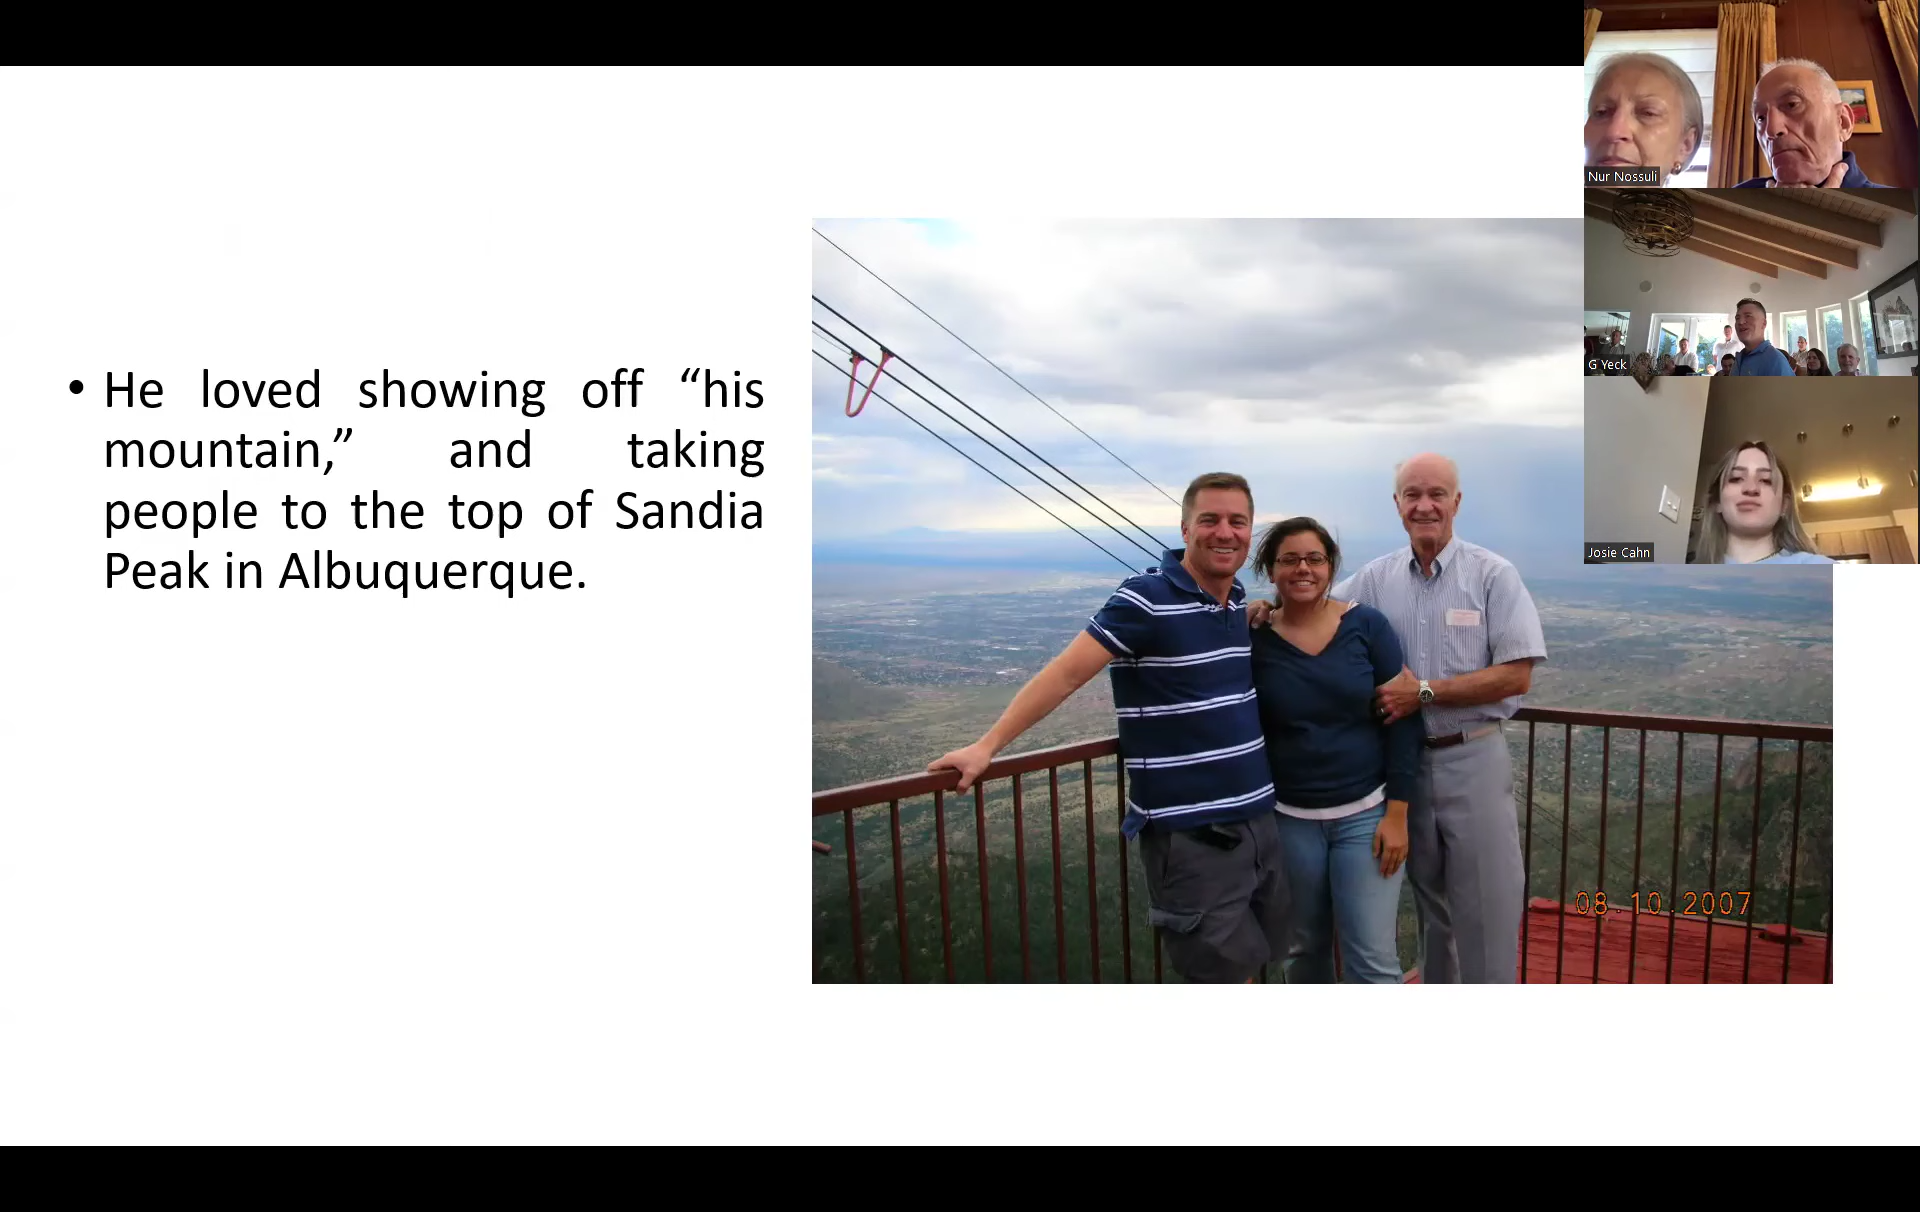 • He loved showing off “his
mountain,” and taking
people to the top of Sandia
Peak in Albuquerque.
08.10.2007
Nur Nossuli
G Yeck
Josie Cahn